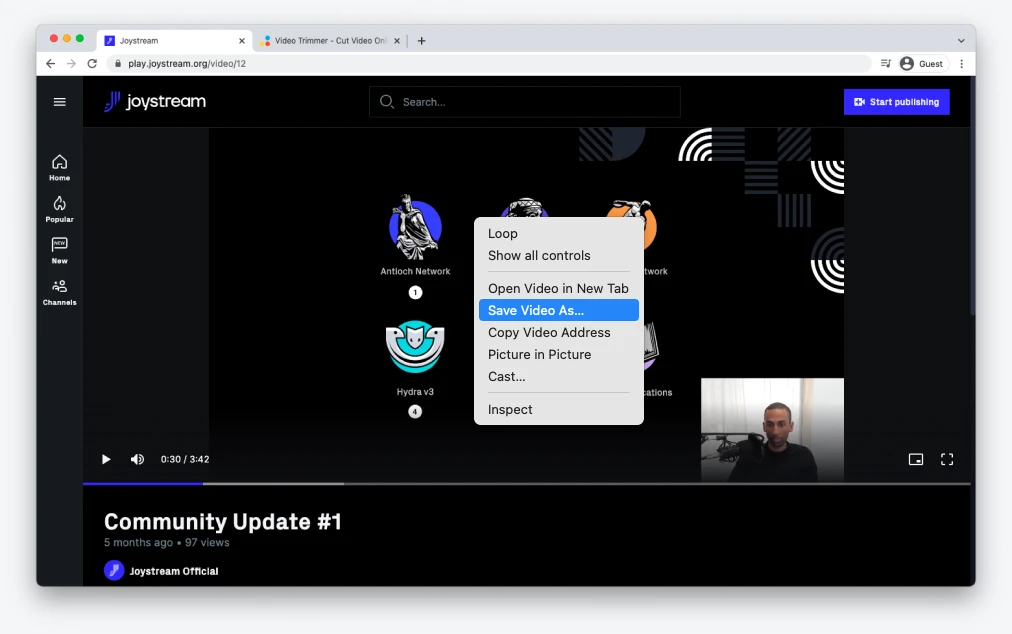 Joystream
Video Trimmer - Cut Video Onl
play.joystream.org/video/12
Guest
joystream
Search...
Start publishing
Home
Popular
NEW
New
Channels
Antioch Network
1
twork
Hydra v3
4
cations
Loop
Show all controls
Open Video in New Tab
Save Video As...
Copy Video Address
Picture in Picture
Cast...
Inspect
0:30 / 3:42
Community Update #1
5 months ago • 97 views
Joystream Official